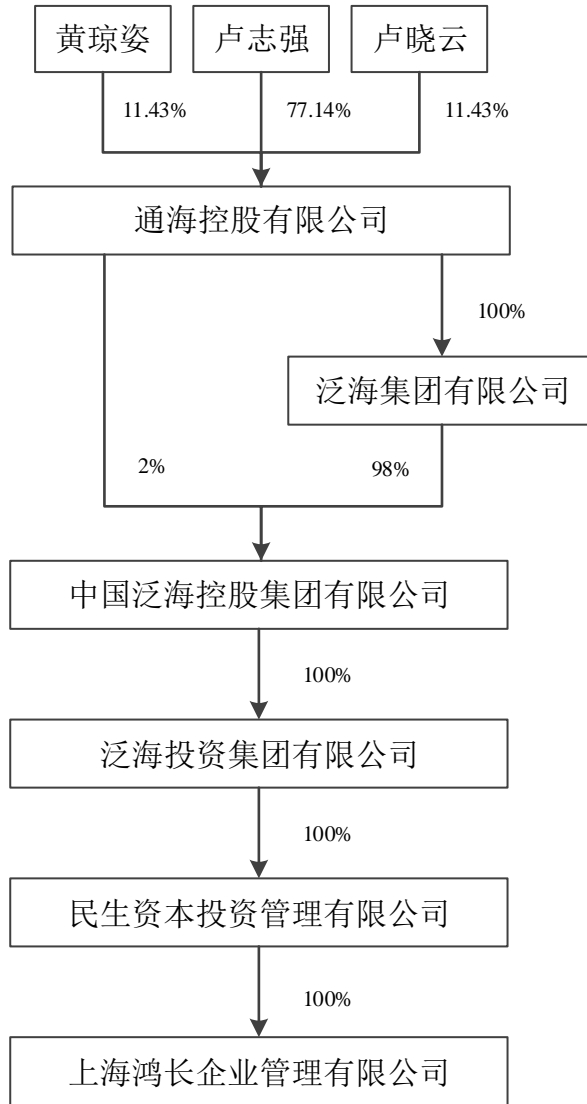 黄琼姿
卢志强
卢晓云
11.43%
77.14%
11.43%
通海控股有限公司
100%
泛海集团有限公司
2%
98%
中国泛海控股集团有限公司
100%
泛海投资集团有限公司
100%
民生资本投资管理有限公司
100%
上海鸿长企业管理有限公司